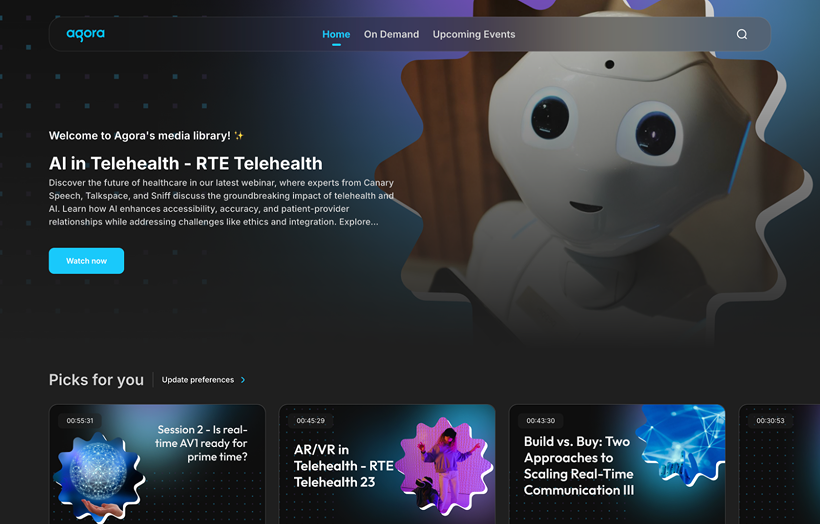 agora
Home
On Demand
Upcoming Events
Welcome to Agora's media library! ✨
AI in Telehealth - RTE Telehealth
Discover the future of healthcare in our latest webinar, where experts from Canary
Speech, Talkspace, and Sniff discuss the groundbreaking impact of telehealth and
AI. Learn how AI enhances accessibility, accuracy, and patient-provider
relationships while addressing challenges like ethics and integration. Explore...
Watch now
Picks for you
Update preferences
00:55:31
Session 2 - Is real-
time AV1 ready for
prime time?
00:45:29
AR/VR in
Telehealth - RTE
Telehealth 23
00:43:30
Build vs. Buy: Two
Approaches to
Scaling Real-Time
Communication III
00:30:53